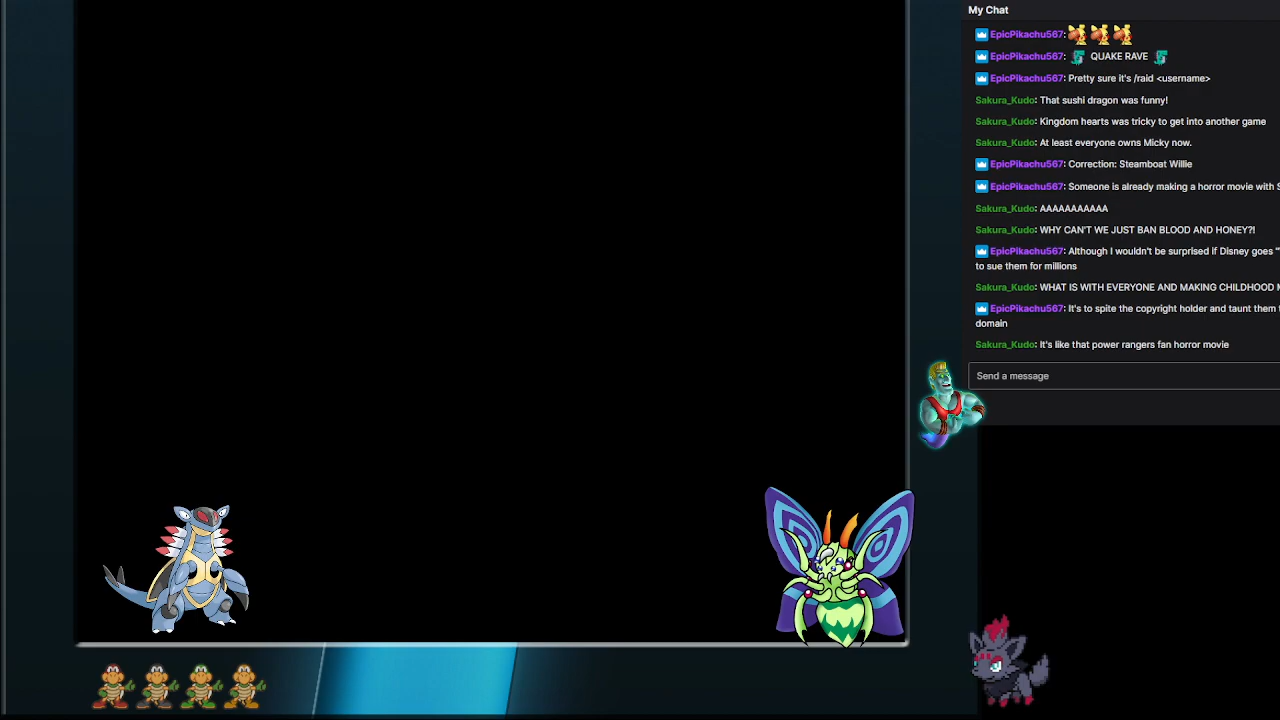 My Chat
EpicPikachu567:
EpicPikachu567: QUAKE RAVE
EpicPikachu567: Pretty sure it's /raid <username>
Sakura_Kudo: That sushi dragon was funny!
Sakura_Kudo: Kingdom hearts was tricky to get into another game
Sakura_Kudo: At least everyone owns Micky now.
EpicPikachu567: Correction: Steamboat Willie
EpicPikachu567: Someone is already making a horror movie with S
Sakura_Kudo: AAAAAAAAAAA
Sakura_Kudo: WHY CAN'T WE JUST BAN BLOOD AND HONEY?!
EpicPikachu567: Although I wouldn't be surprised if Disney goes "
to sue them for millions
Sakura_Kudo: WHAT IS WITH EVERYONE AND MAKING CHILDHOOD
EpicPikachu567: It's to spite the copyright holder and taunt them
domain
Sakura_Kudo: It's like that power rangers fan horror movie
Send a message